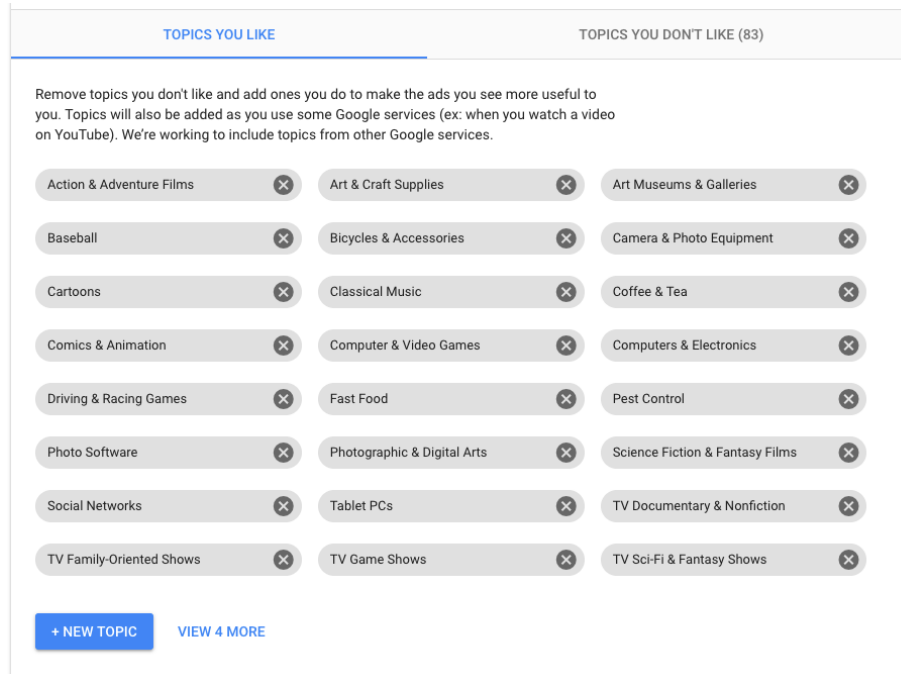 TOPICS YOU LIKE
TOPICS YOU DON'T LIKE (83)
Remove topics you don't like and add ones you do to make the ads you see more useful to
you. Topics will also be added as you use some Google services (ex: when you watch a video
on YouTube). We're working to include topics from other Google services.
Action & Adventure Films
Art & Craft Supplies
Art Museums & Galleries
Baseball
Bicycles & Accessories
Camera & Photo Equipment
Cartoons
Classical Music
Coffee & Tea
Comics & Animation
Computer & Video Games
Computers & Electronics
Driving & Racing Games
Fast Food
Pest Control
Photo Software
Photographic & Digital Arts
Science Fiction & Fantasy Films
Social Networks
Tablet PCs
TV Documentary & Nonfiction
TV Family-Oriented Shows
TV Game Shows
TV Sci-Fi & Fantasy Shows
+ NEW TOPIC
VIEW 4 MORE